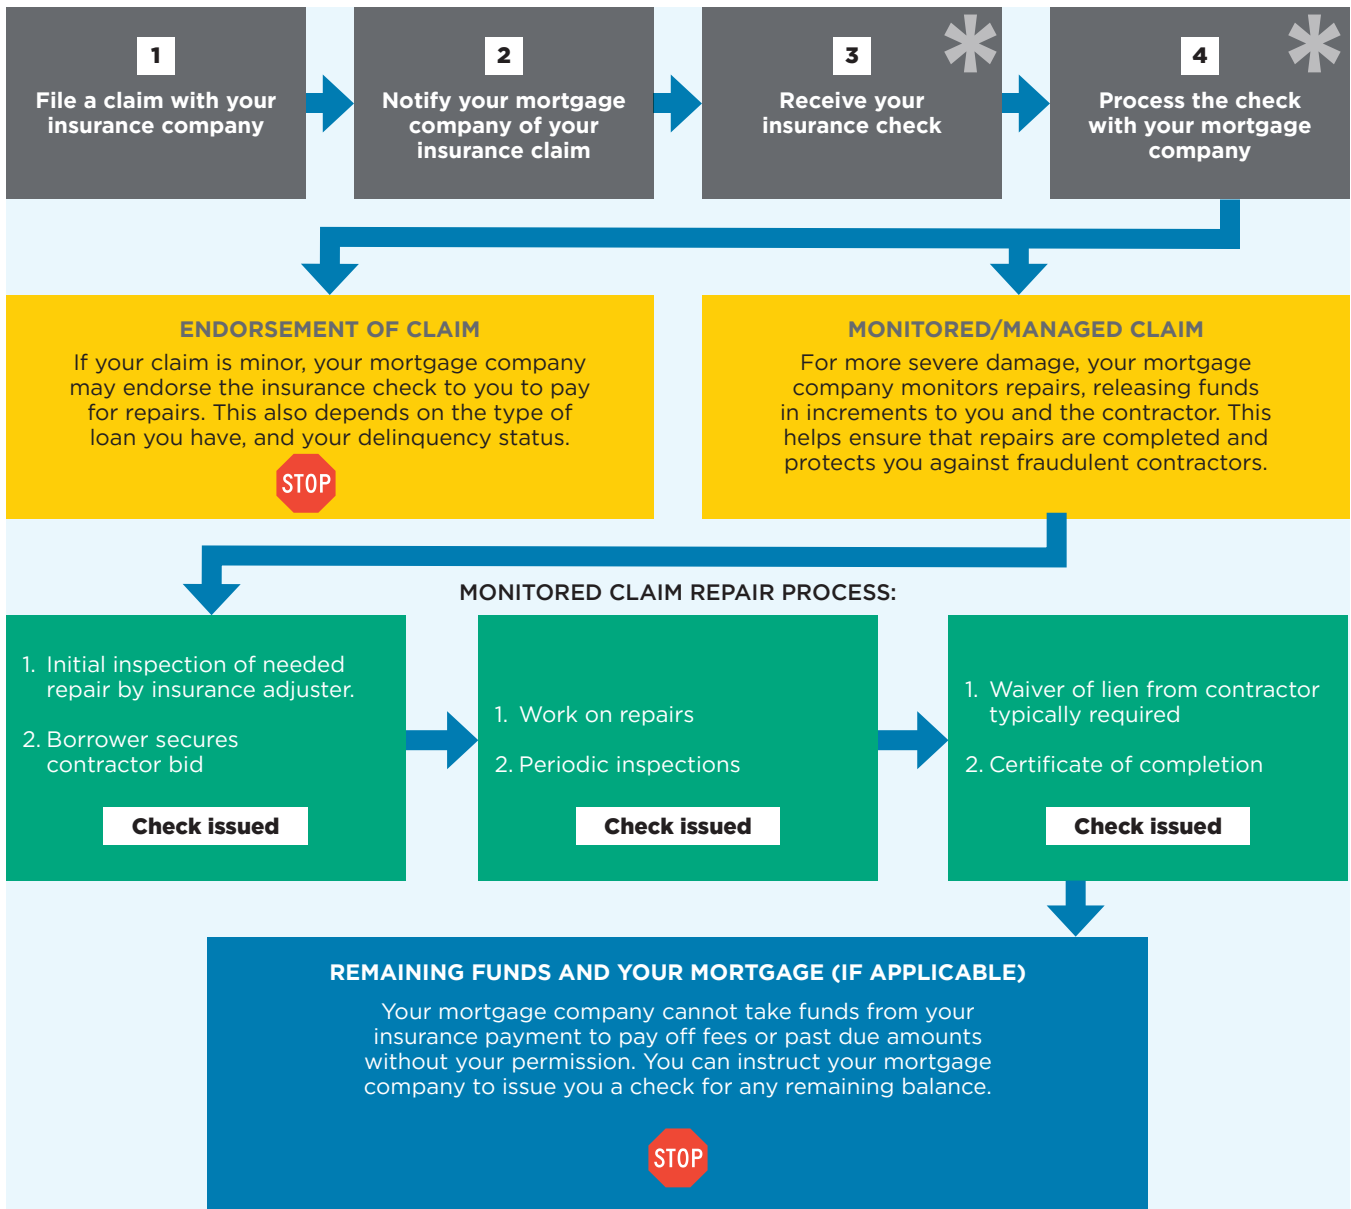 1
File a claim with your
insurance company
2
Notify your mortgage
company of your
insurance claim
3
Receive your
insurance check
4
Process the check
with your mortgage
company
ENDORSEMENT OF CLAIM
If your claim is minor, your mortgage company
may endorse the insurance check to you to pay
for repairs. This also depends on the type of
loan you have, and your delinquency status.
STOP
MONITORED/MANAGED CLAIM
For more severe damage, your mortgage
company monitors repairs, releasing funds
in increments to you and the contractor. This
helps ensure that repairs are completed and
protects you against fraudulent contractors.
MONITORED CLAIM REPAIR PROCESS:
1. Initial inspection of needed
repair by insurance adjuster.
2. Borrower secures
contractor bid
Check issued
1. Work on repairs
2. Periodic inspections
Check issued
1. Waiver of lien from contractor
typically required
2. Certificate of completion
Check issued
REMAINING FUNDS AND YOUR MORTGAGE (IF APPLICABLE)
Your mortgage company cannot take funds from your
insurance payment to pay off fees or past due amounts
without your permission. You can instruct your mortgage
company to issue you a check for any remaining balance.
STOP